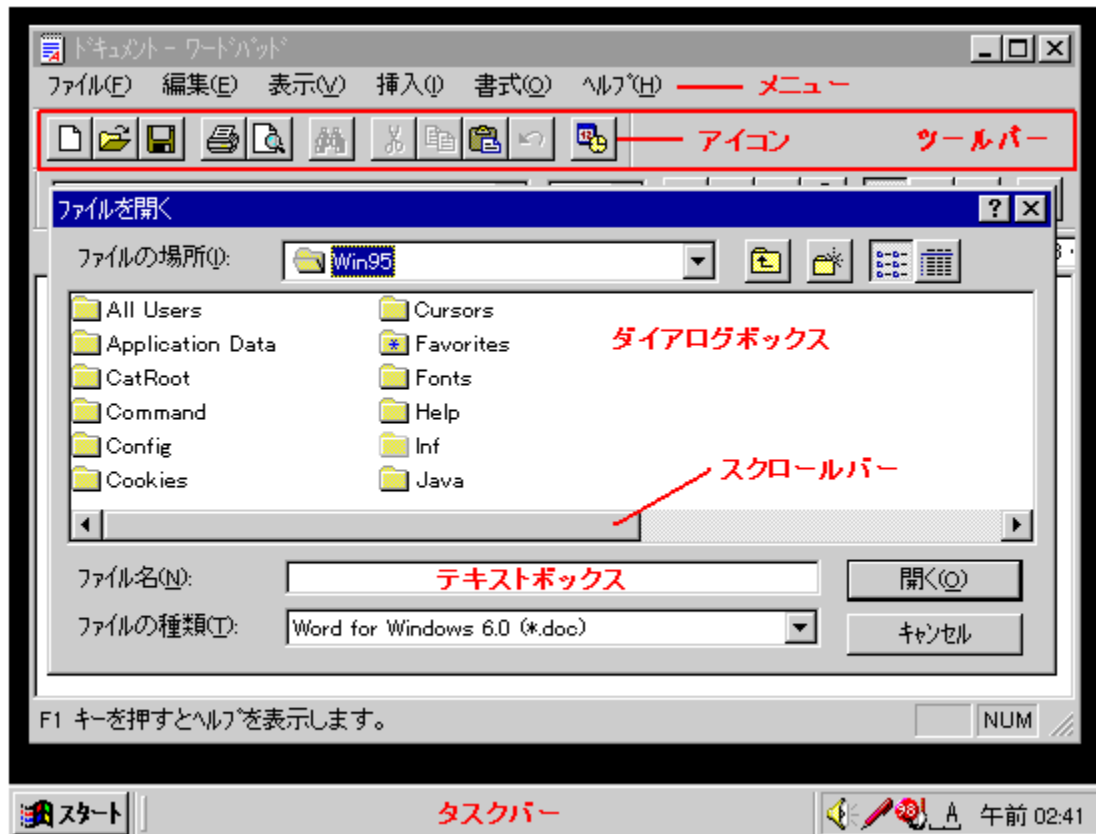 ドキュメント - ワードパッド
ファイル(F) 編集(E) 表示(V) 挿入(I) 書式(O) ヘルプ(H) メニュー
アイコン ツールバー
ファイルを開く
ファイルの場所(I): Win95
All Users Cursors
Application Data Favorites
ダイアログボックス
CatRoot Fonts
Command Help
Config Inf
スクロールバー
Cookies Java
ファイル名(N): テキストボックス 開く(O)
ファイルの種類(T): Word for Windows 6.0 (*.doc) キャンセル
F1 キーを押すとヘルプを表示します。 NUM
スタート タスクバー A 午前 02:41